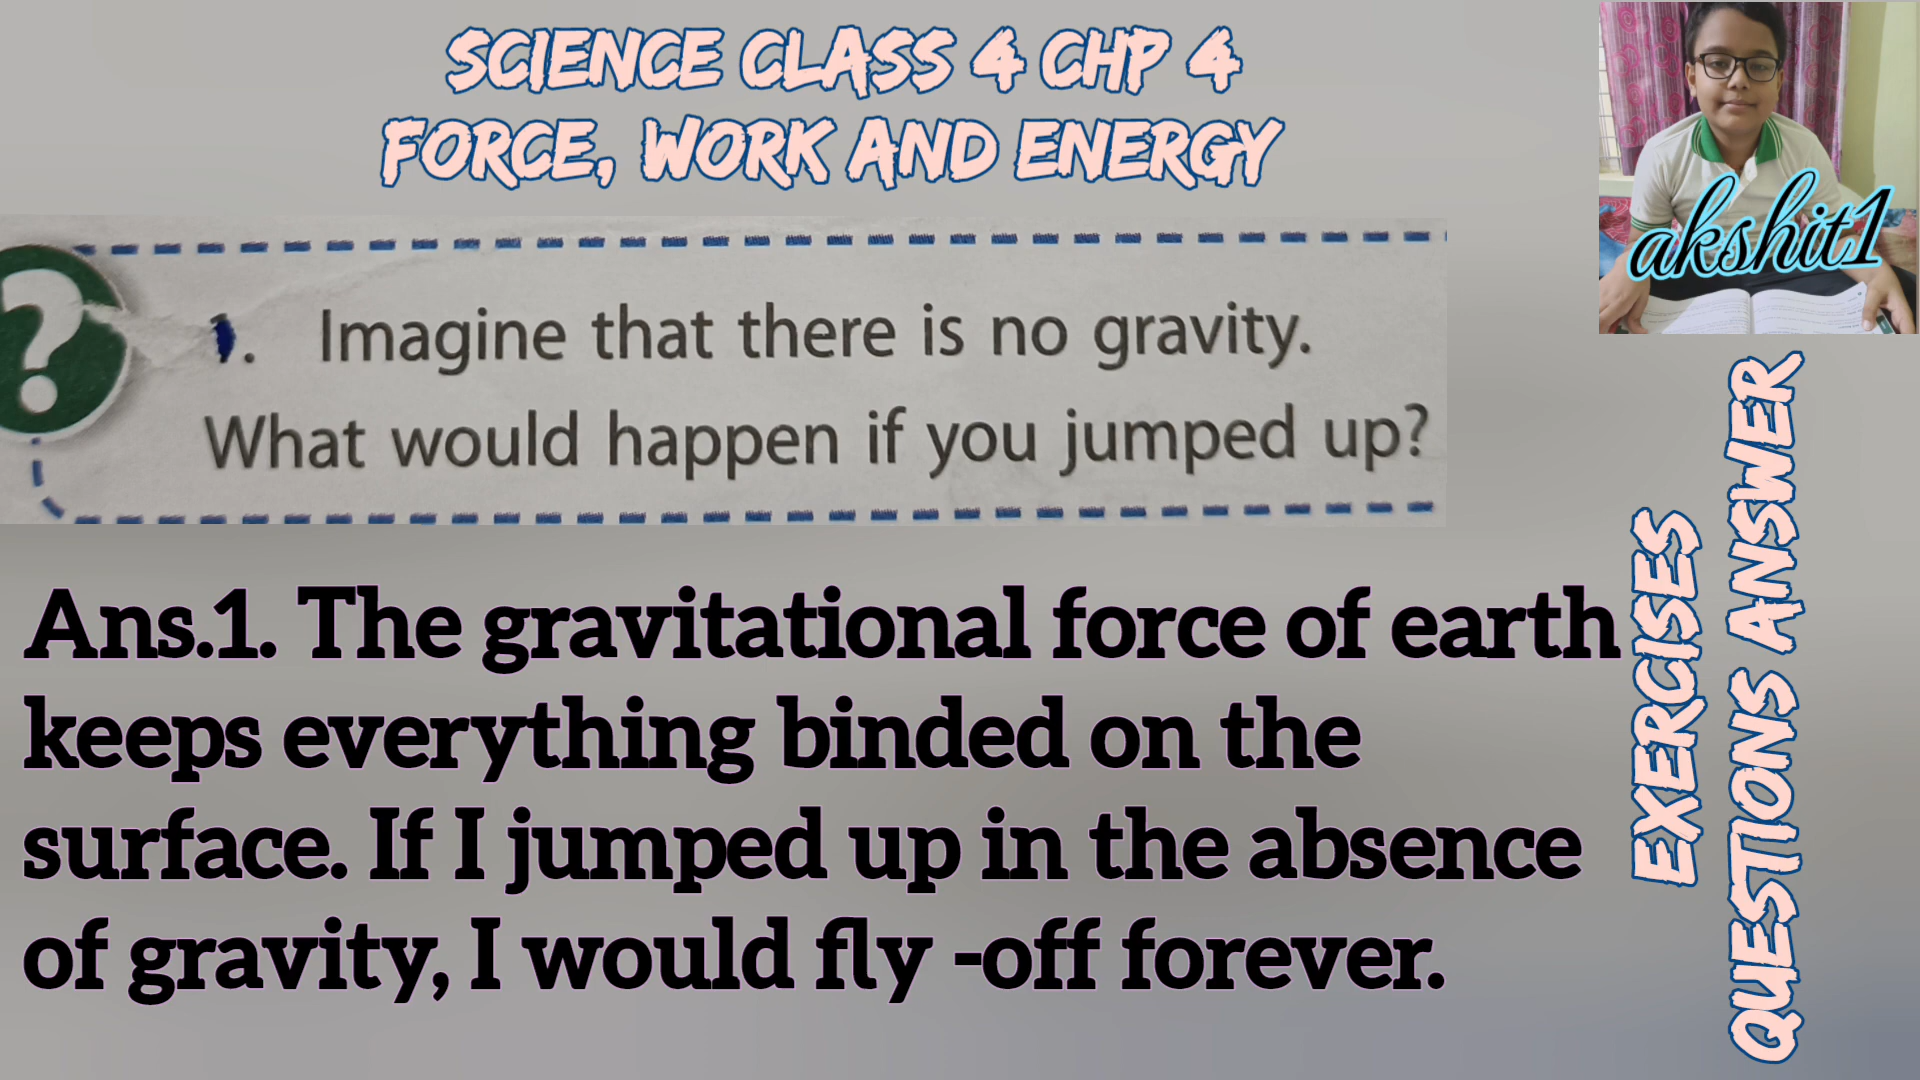 SCIENCE CLASS 4 CHP 4
FORCE, WORK AND ENERGY
akshit1
?
1. Imagine that there is no gravity.
What would happen if you jumped up?
Ans.1. The gravitational force of earth
keeps everything binded on the
surface. If I jumped up in the absence
of gravity, I would fly -off forever.
EXERCISES
QUESTIONS ANSWER